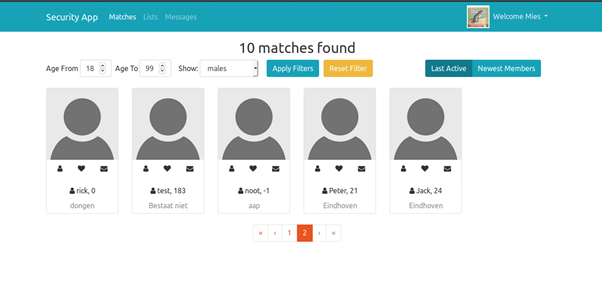 Security App Matches Lists Messages Welcome Mies
10 matches found
Age From 18 Age To 99 Show: males Apply Filters Reset Filter Last Active Newest Members
rick, 0 test, 183 noot, -1 Peter, 21 Jack, 24
dongen Bestaat niet aap Eindhoven Eindhoven
« ‹ 1 2 › »